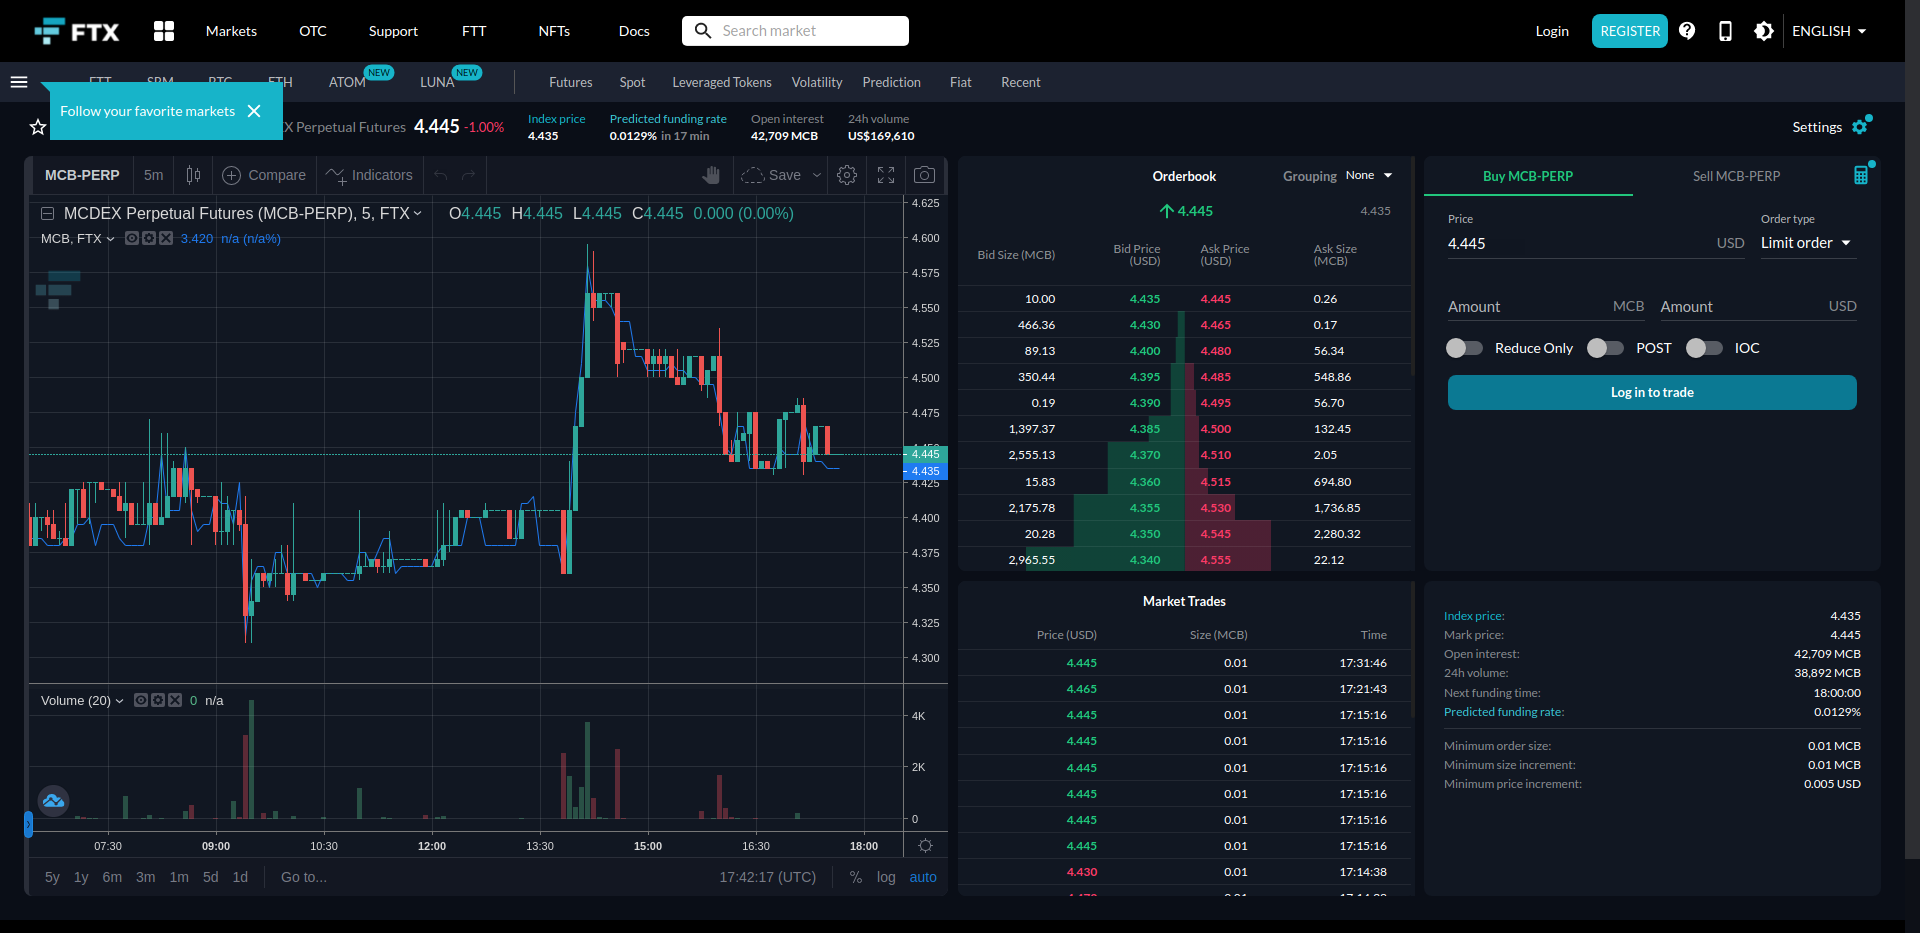 FTX Markets OTC Support FTT NFTs Docs Search market Login REGISTER ENGLISH
ATOM NEW LUNA NEW Futures Spot Leveraged Tokens Volatility Prediction Fiat Recent
Follow your favorite markets
Perpetual Futures 4.445 -1.00%
Index price
4.435
Predicted funding rate
0.0129% in 17 min
Open interest
42,709 MCB
24h volume
US$169,610
Settings
MCB-PERP 5m Compare Indicators Save
MCDEX Perpetual Futures (MCB-PERP), 5, FTX O4.445 H4.445 L4.445 C4.445 0.000 (0.00%)
MCB, FTX 3.420 n/a (n/a%)
4.625
4.600
4.575
4.550
4.525
4.500
4.475
4.445
4.435
4.425
4.400
4.375
4.350
4.325
4.300
Volume (20) 0 n/a
4K
2K
0
07:30 09:00 10:30 12:00 13:30 15:00 16:30 18:00
5y 1y 6m 3m 1m 5d 1d Go to... 17:42:17 (UTC) % log auto
Orderbook Grouping None
4.445 4.435
Bid Size (MCB) Bid Price (USD) Ask Price (USD) Ask Size (MCB)
10.00 4.435 4.445 0.26
466.36 4.430 4.465 0.17
89.13 4.400 4.480 56.34
350.44 4.395 4.485 548.86
0.19 4.390 4.495 56.70
1,397.37 4.385 4.500 132.45
2,555.13 4.370 4.510 2.05
15.83 4.360 4.515 694.80
2,175.78 4.355 4.530 1,736.85
20.28 4.350 4.545 2,280.32
2,965.55 4.340 4.555 22.12
Market Trades
Price (USD) Size (MCB) Time
4.445 0.01 17:31:46
4.465 0.01 17:21:43
4.445 0.01 17:15:16
4.445 0.01 17:15:16
4.445 0.01 17:15:16
4.445 0.01 17:15:16
4.445 0.01 17:15:16
4.445 0.01 17:15:16
4.430 0.01 17:14:38
Buy MCB-PERP Sell MCB-PERP
Price Order type
4.445 USD Limit order
Amount MCB Amount USD
Reduce Only POST IOC
Log in to trade
Index price: 4.435
Mark price: 4.445
Open interest: 42,709 MCB
24h volume: 38,892 MCB
Next funding time: 18:00:00
Predicted funding rate: 0.0129%
Minimum order size: 0.01 MCB
Minimum size increment: 0.01 MCB
Minimum price increment: 0.005 USD